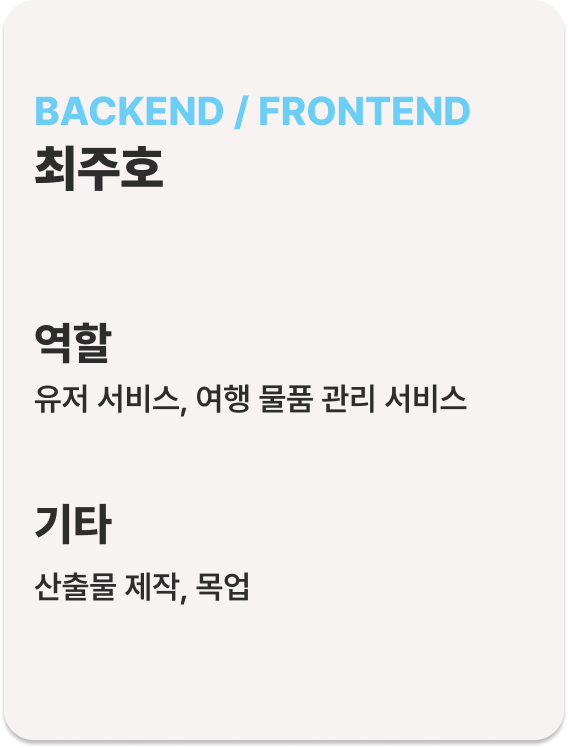 BACKEND / FRONTEND
최주호
역할
유저 서비스, 여행 물품 관리 서비스
기타
산출물 제작, 목업